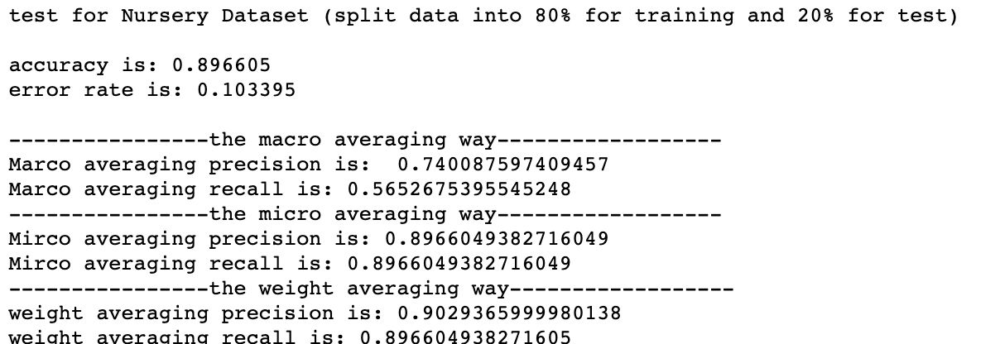 test for Nursery Dataset (split data into 80% for training and 20% for test)
accuracy is: 0.896605
error rate is: 0.103395
----------------the macro averaging way------------------
Marco averaging precision is:  0.740087597409457
Marco averaging recall is: 0.5652675395545248
----------------the micro averaging way------------------
Mirco averaging precision is: 0.8966049382716049
Mirco averaging recall is: 0.8966049382716049
----------------the weight averaging way------------------
weight averaging precision is: 0.9029365999980138
weight averaging recall is: 0.896604938271605